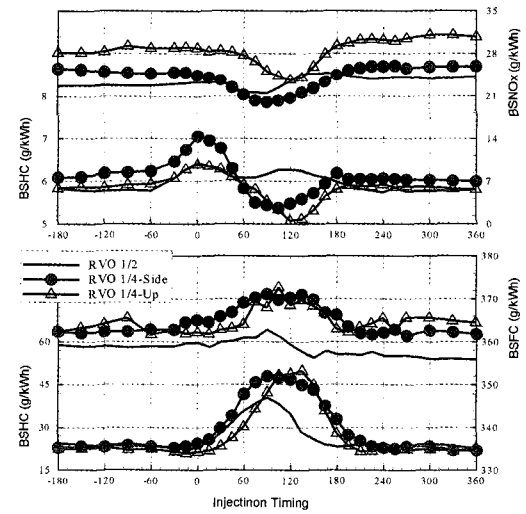 35
28
21
14
7
0
BSNOx (g/kWh)
9
8
7
6
5
BSHC (g/kWh)
BSHC (g/kWh)
-180 -120 -60 0 60 120 180 240 300 360
RVO 1/2
RVO 1/4-Side
RVO 1/4-Up
380
370
360
350
340
330
BSFC (g/kWh)
60
45
30
15
BSHC (g/kWh)
-180 -120 -60 0 60 120 180 240 300 360
Injectinon Timing